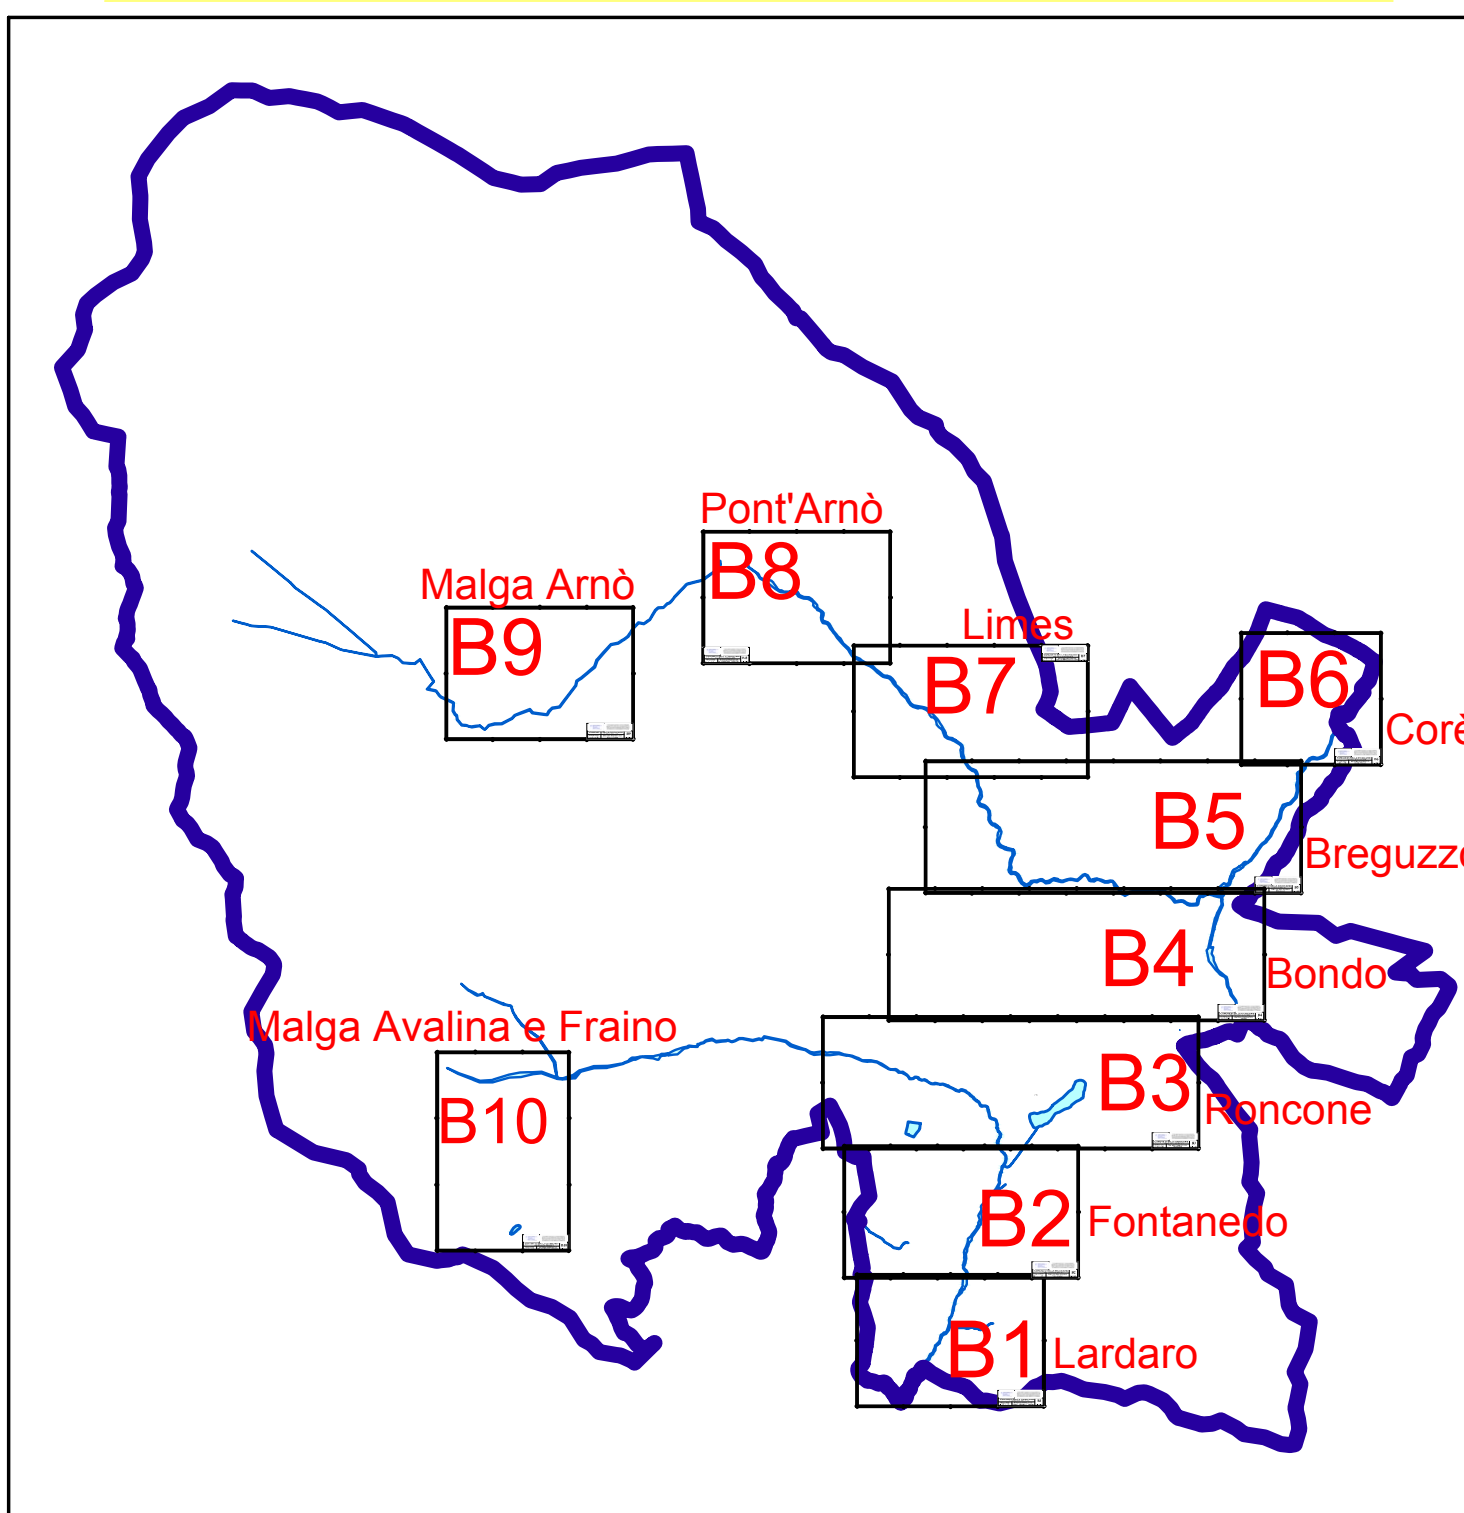 Pont'Arnò
B8
Malga Arnò
B9
Limes
B7
B6
Corè
B5
Breguzzo
B4
Bondo
Malga Avalina e Fraino
B10
B3
Roncone
B2
Fontanedo
B1
Lardaro